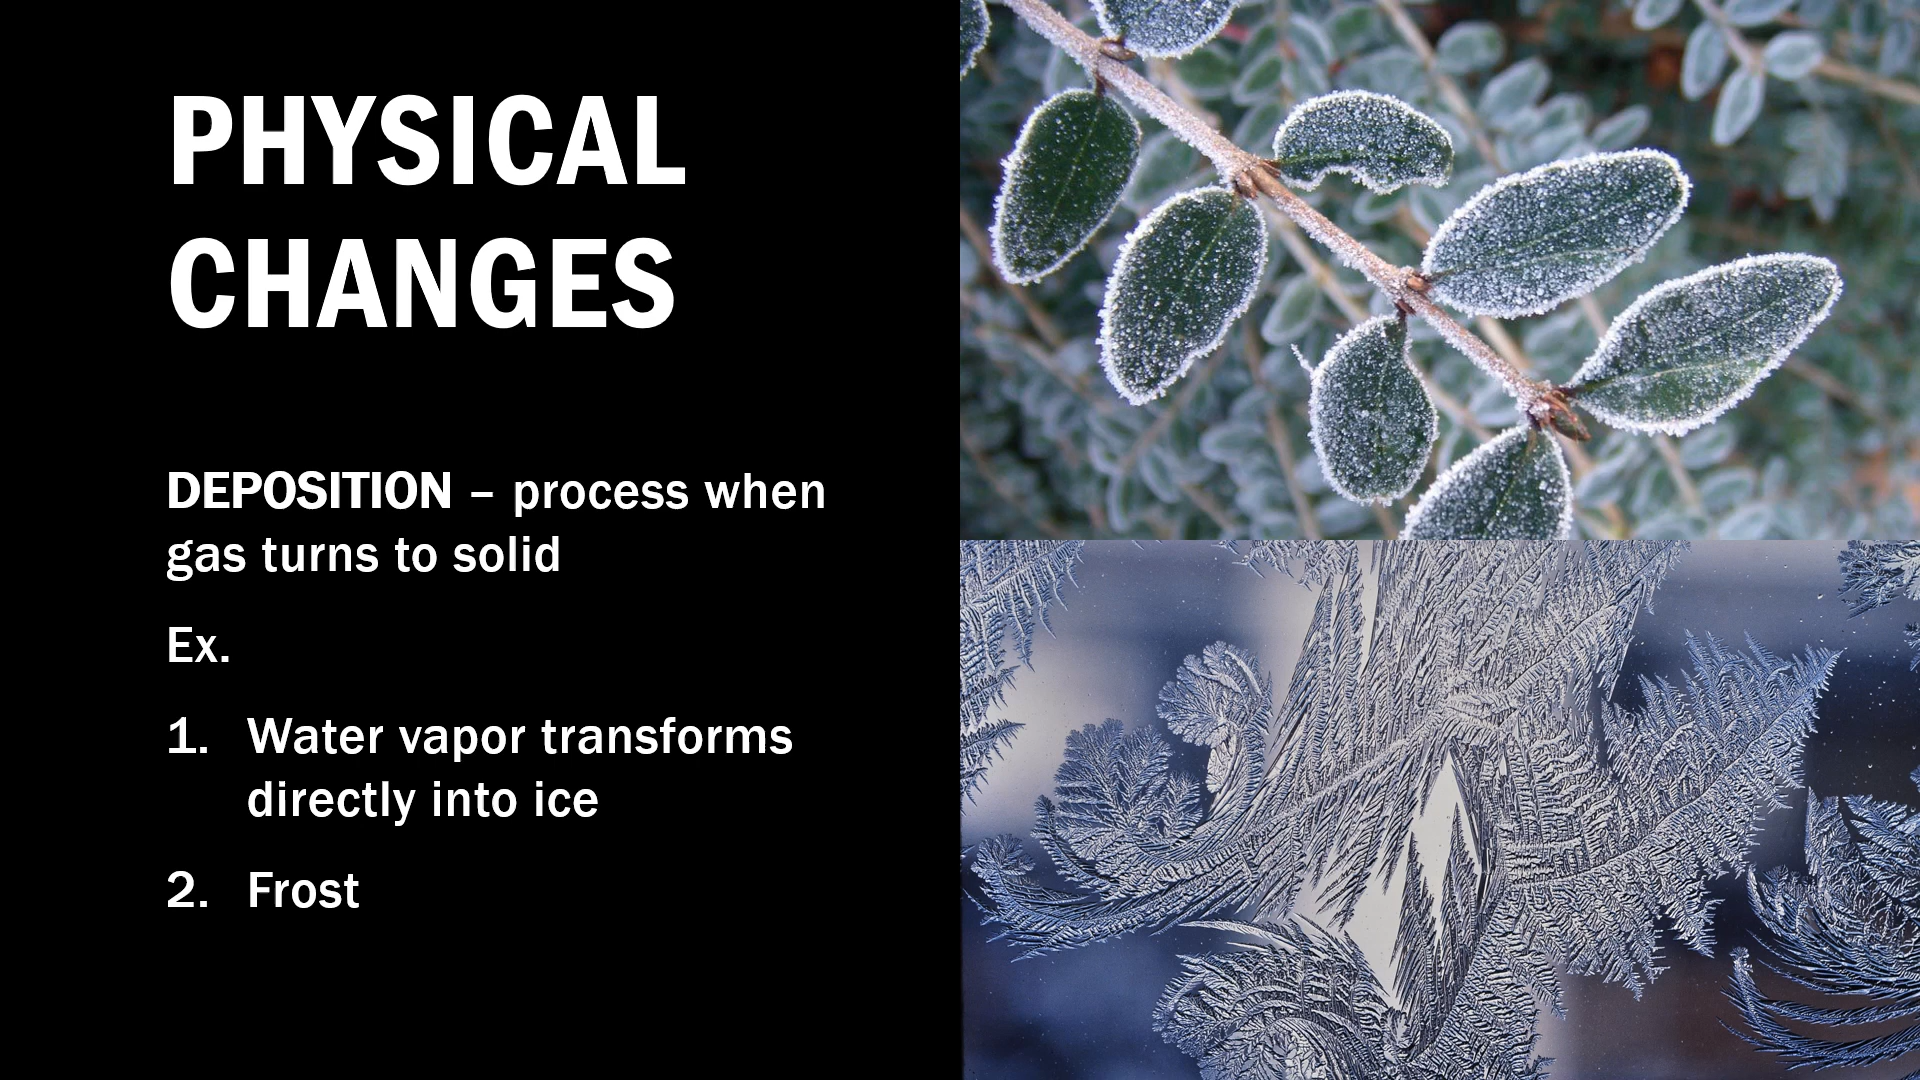 PHYSICAL
CHANGES
DEPOSITION – process when
gas turns to solid
Ex.
1. Water vapor transforms
directly into ice
2. Frost